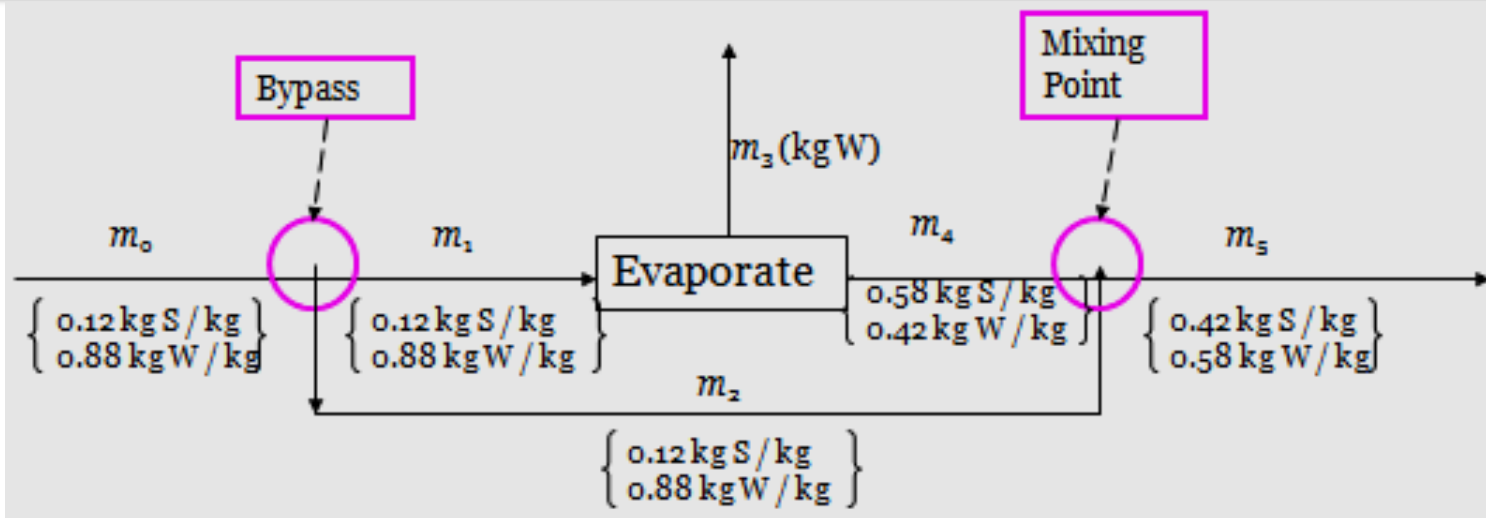 Bypass
Mixing
Point
m₃(kg W)
m₀
m₁
m₄
m₅
Evaporate
0.12 kg S / kg
0.88 kg W / kg
0.12 kg S / kg
0.88 kg W / kg
0.58 kg S / kg
0.42 kg W / kg
0.42 kg S / kg
0.58 kg W / kg
m₂
0.12 kg S / kg
0.88 kg W / kg